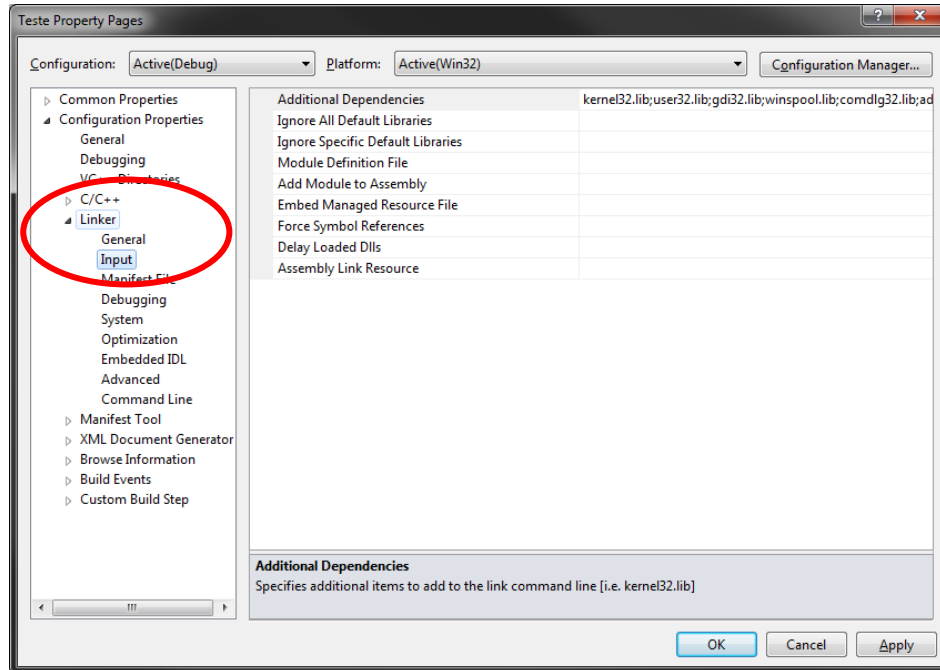 Teste Property Pages
Configuration: Active(Debug) Platform: Active(Win32) Configuration Manager...
Common Properties
Configuration Properties
General
Debugging
VC++ Directories
C/C++
Linker
General
Input
Manifest File
Debugging
System
Optimization
Embedded IDL
Advanced
Command Line
Manifest Tool
XML Document Generator
Browse Information
Build Events
Custom Build Step
Additional Dependencies kernel32.lib;user32.lib;gdi32.lib;winspool.lib;comdlg32.lib;ad
Ignore All Default Libraries
Ignore Specific Default Libraries
Module Definition File
Add Module to Assembly
Embed Managed Resource File
Force Symbol References
Delay Loaded Dlls
Assembly Link Resource
Additional Dependencies
Specifies additional items to add to the link command line [i.e. kernel32.lib]
OK Cancel Apply